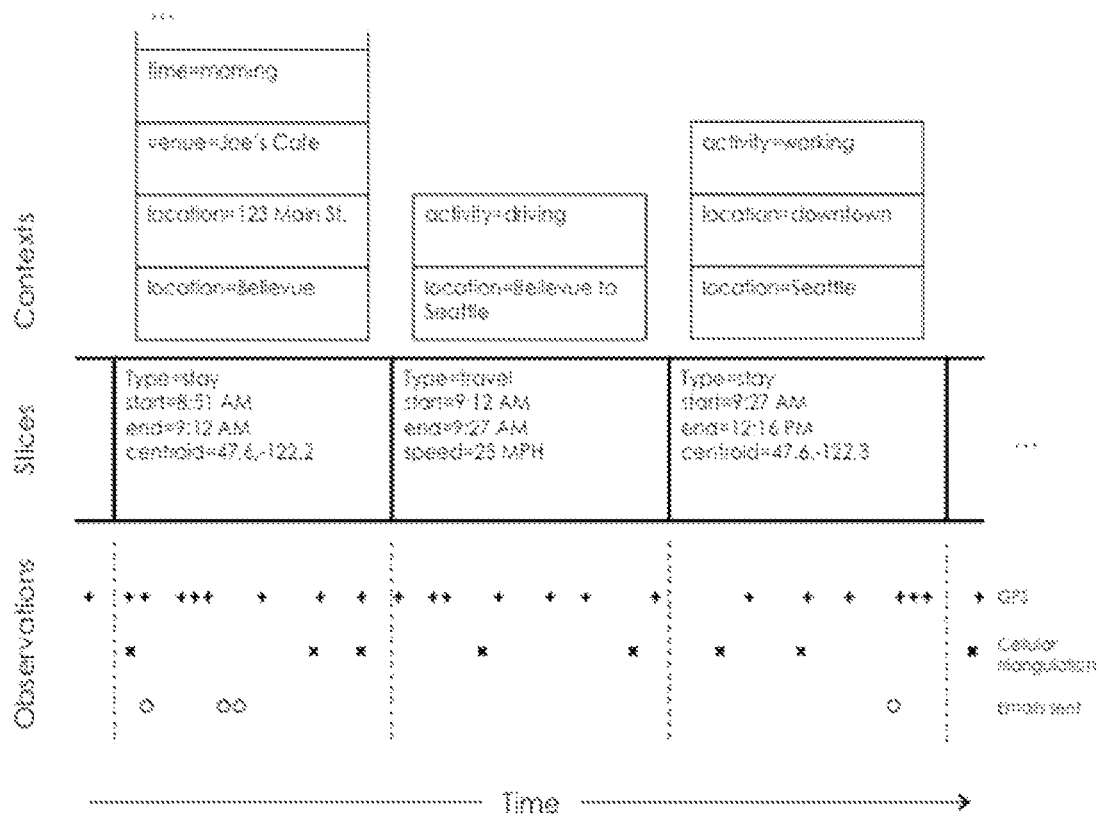 ...
time=morning
venue=Joe's Cafe
location=123 Main St.
location=Bellevue
activity=driving
location=Bellevue to
Seattle
activity=working
location=downtown
location=Seattle
Contexts
Type=stay
start=8:51 AM
end=9:12 AM
centroid=47.6,-122.2
Type=travel
start=9:12 AM
end=9:27 AM
speed=23 MPH
Type=stay
start=9:27 AM
end=12:16 PM
centroid=47.6,-122.3
...
Slices
Observations
GPS
Cellular
triangulation
Emails sent
Time